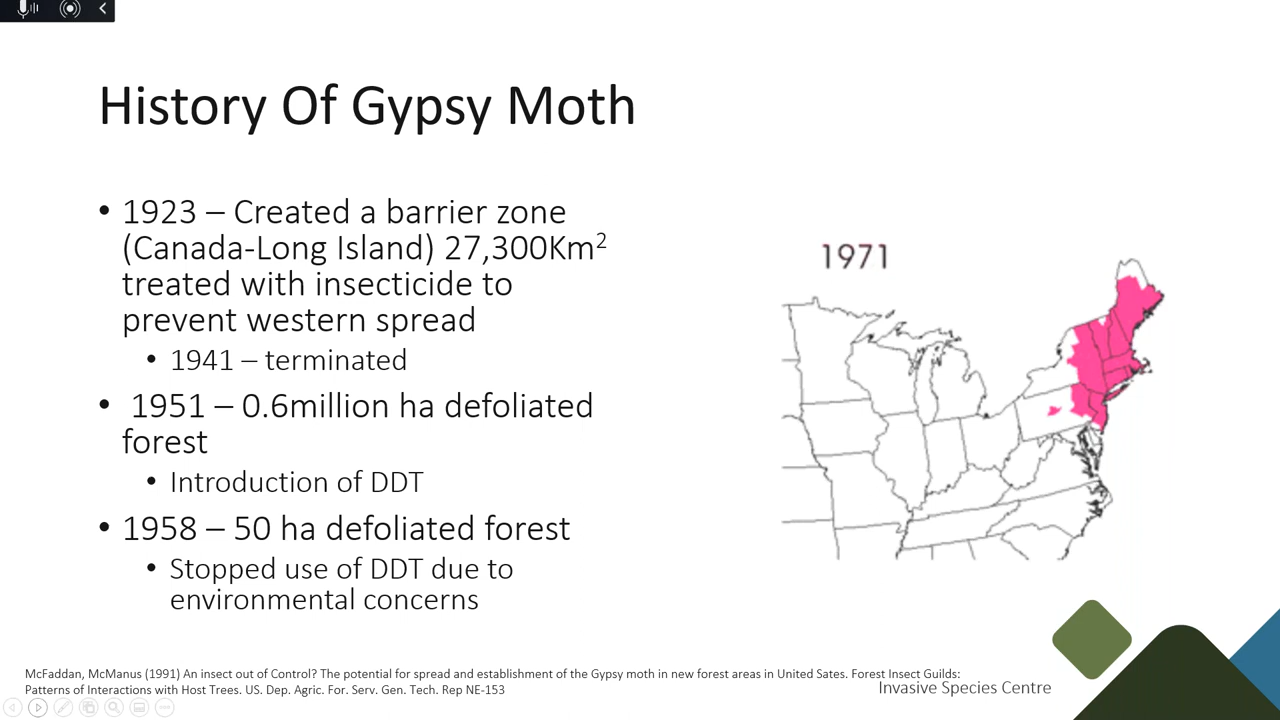 History Of Gypsy Moth
• 1923 – Created a barrier zone
(Canada-Long Island) 27,300Km²
treated with insecticide to
prevent western spread
• 1941 – terminated
• 1951 – 0.6million ha defoliated
forest
• Introduction of DDT
• 1958 – 50 ha defoliated forest
• Stopped use of DDT due to
environmental concerns
1971
McFaddan, McManus (1991) An insect out of Control? The potential for spread and establishment of the Gypsy moth in new forest areas in United Sates. Forest Insect Guilds:
Patterns of Interactions with Host Trees. US. Dep. Agric. For. Serv. Gen. Tech. Rep NE-153
Invasive Species Centre